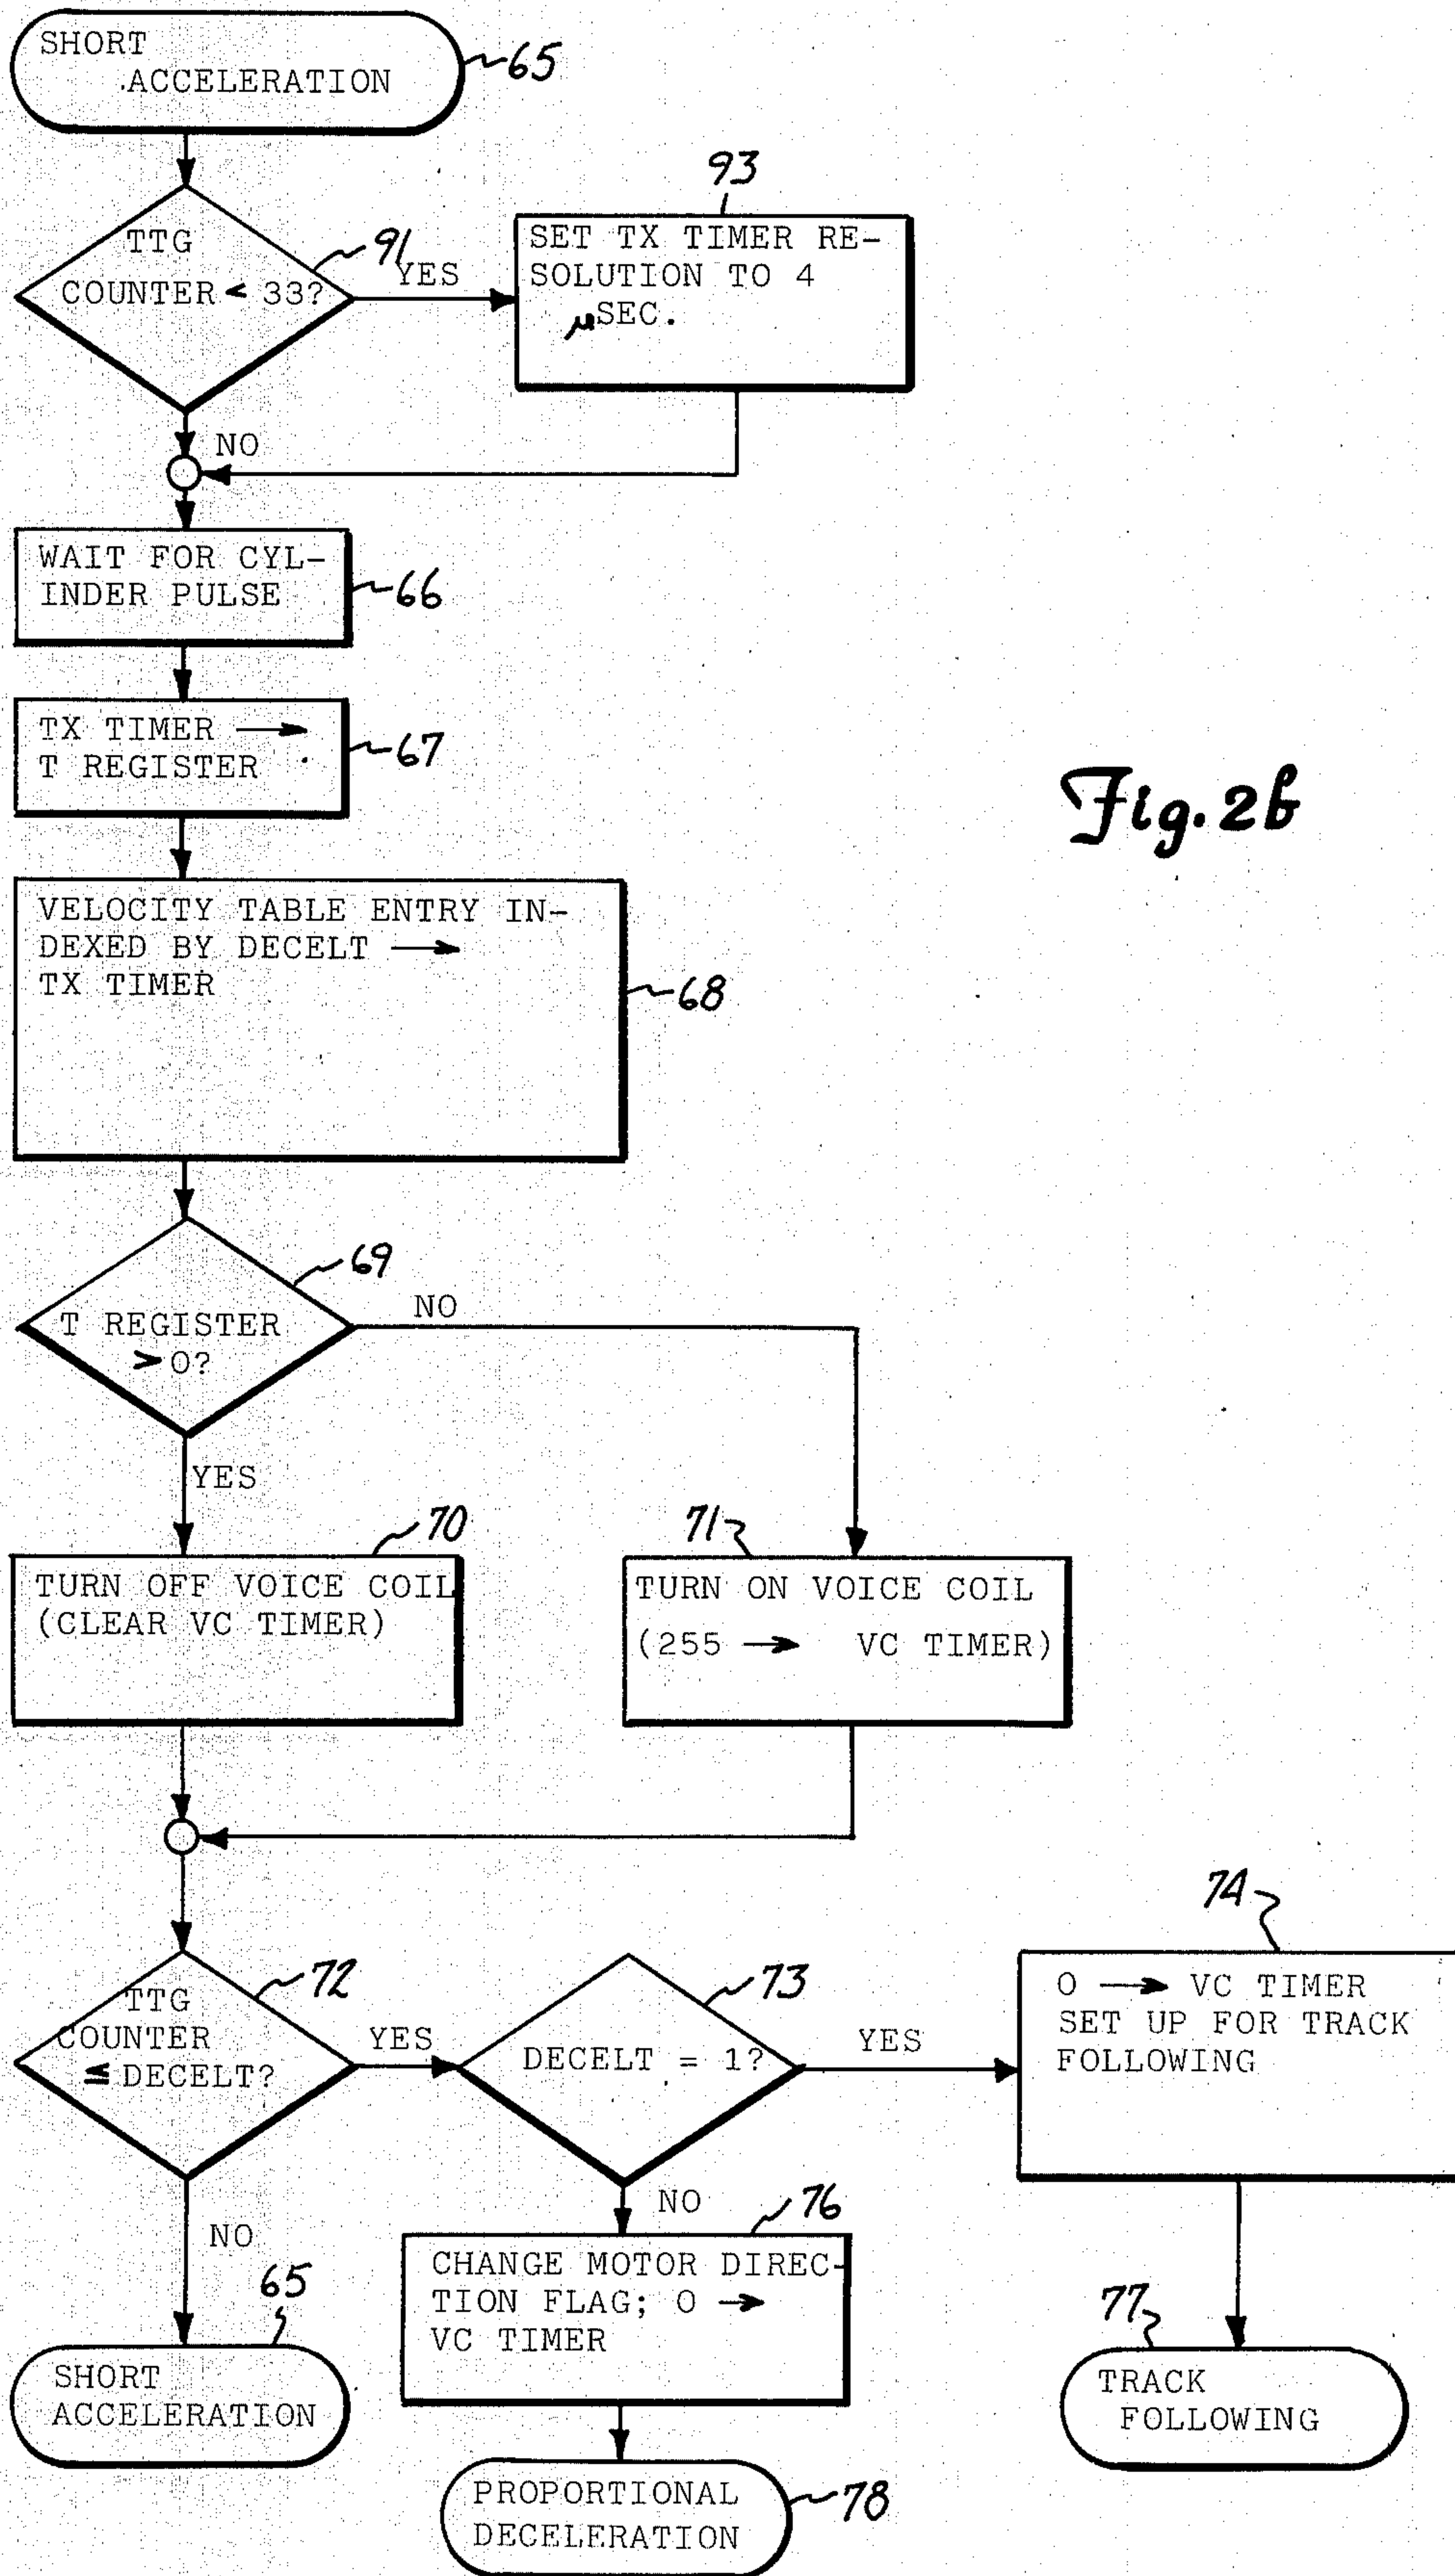 SHORT
ACCELERATION
65
TTG
COUNTER < 33?
91
YES
93
SET TX TIMER RE-
SOLUTION TO 4
µSEC.
NO
WAIT FOR CYL-
INDER PULSE
66
TX TIMER →
T REGISTER
67
Fig. 2b
VELOCITY TABLE ENTRY IN-
DEXED BY DECELT →
TX TIMER
68
69
T REGISTER
> 0?
NO
YES
70
TURN OFF VOICE COIL
(CLEAR VC TIMER)
71
TURN ON VOICE COIL
(255 → VC TIMER)
72
TTG
COUNTER
≤ DECELT?
YES
73
DECELT = 1?
YES
74
0 → VC TIMER
SET UP FOR TRACK
FOLLOWING
NO
NO
76
CHANGE MOTOR DIREC-
TION FLAG; 0 →
VC TIMER
65
SHORT
ACCELERATION
77
TRACK
FOLLOWING
PROPORTIONAL
DECELERATION
78